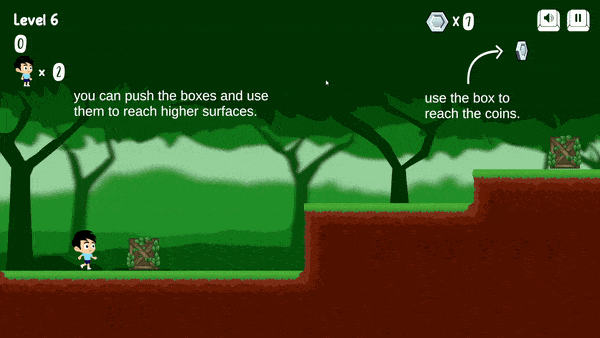 Level 6
x 7
0
x 2
you can push the boxes and use
them to reach higher surfaces.
use the box to
reach the coins.